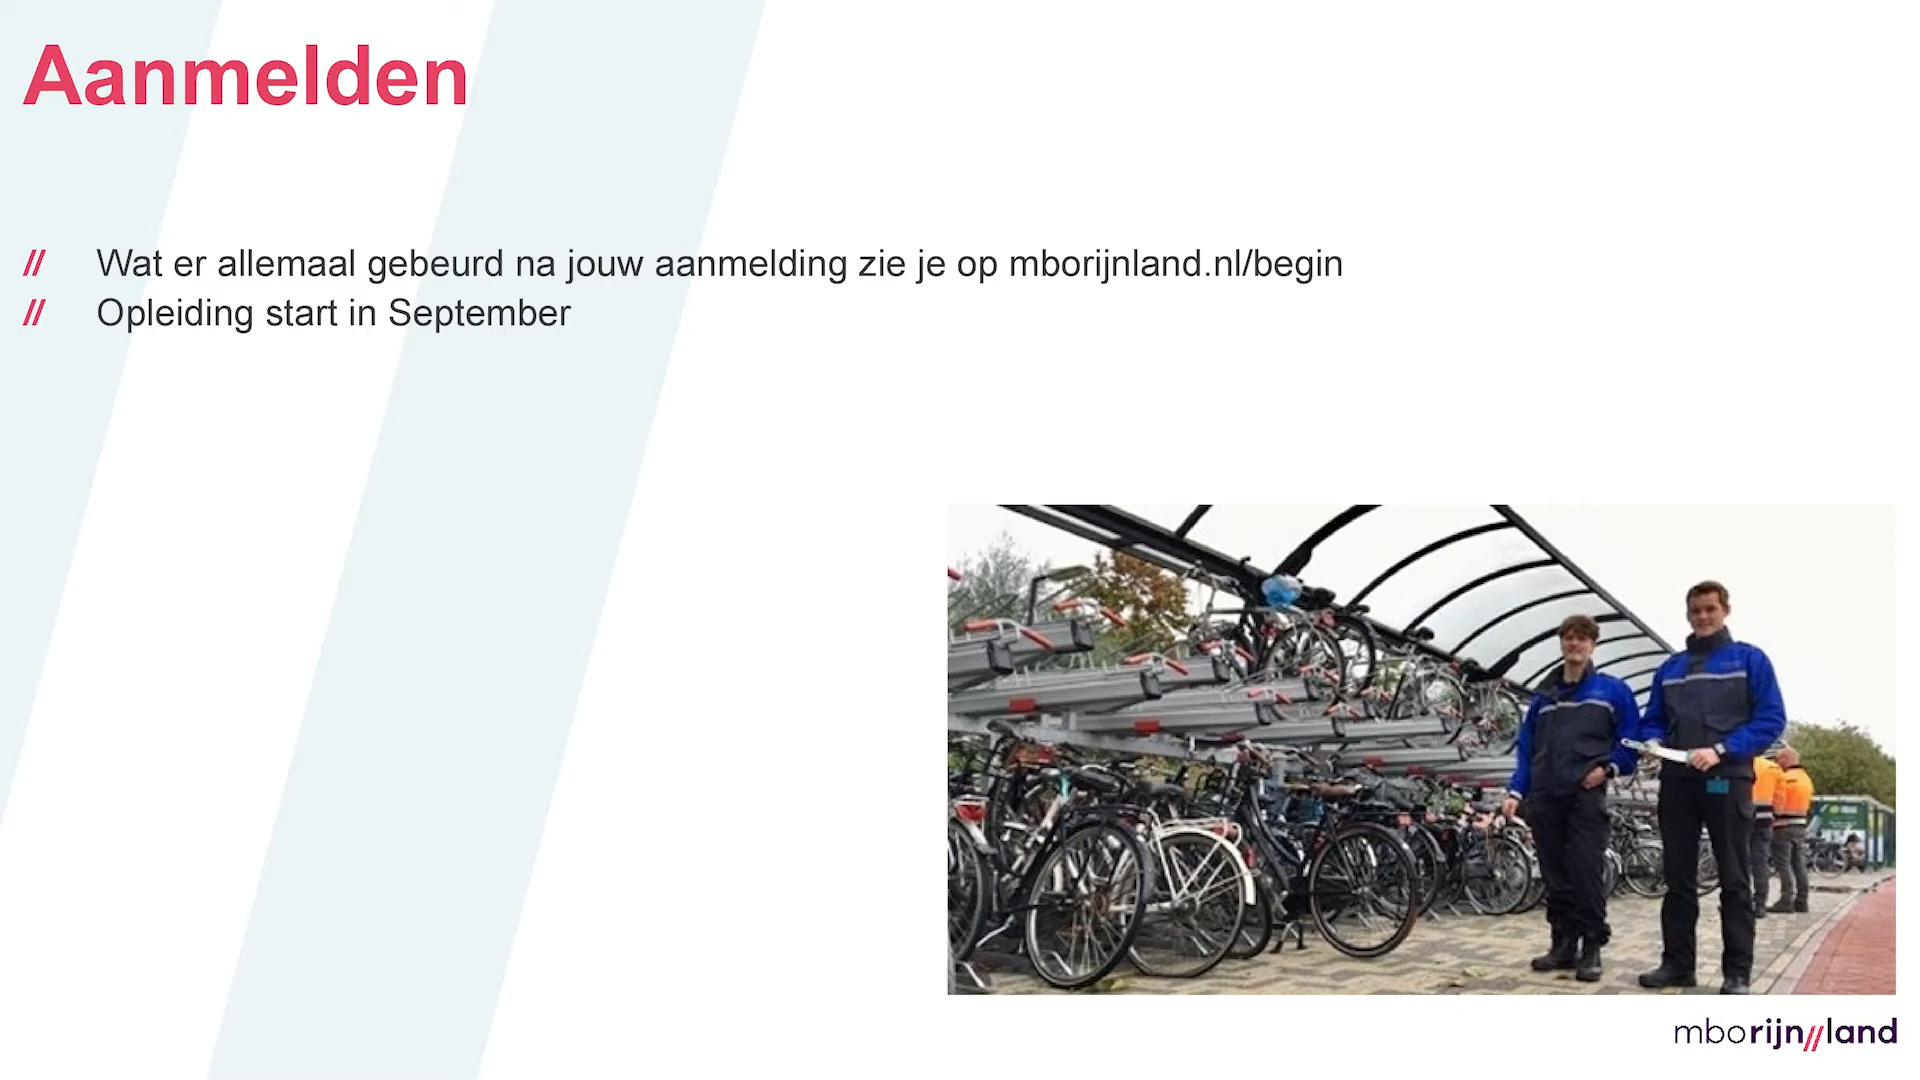 Aanmelden
// Wat er allemaal gebeurd na jouw aanmelding zie je op mborijnland.nl/begin
// Opleiding start in September
mborijn//land